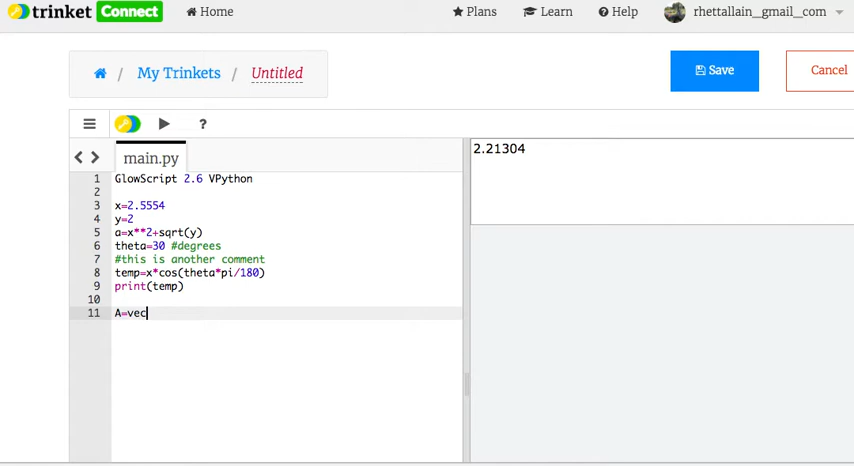 trinket Connect Home Plans Learn Help rhettallain_gmail_com
/ My Trinkets / Untitled Save Cancel
?
main.py
1 GlowScript 2.6 VPython
2
3 x=2.5554
4 y=2
5 a=x**2+sqrt(y)
6 theta=30 #degrees
7 #this is another comment
8 temp=x*cos(theta*pi/180)
9 print(temp)
10
11 A=vec
2.21304